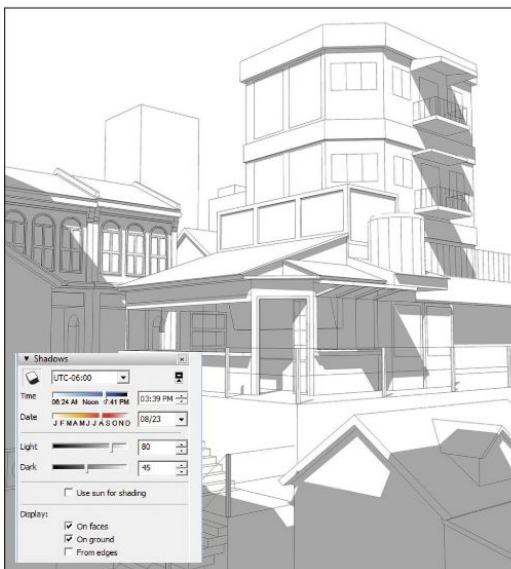 Shadows
UTC-06:00
Time
06:24 AM Noon
:41 PM
03:39 PM
Date
J F M A M J J A S O N D
08/23
Light
80
Dark
45
Use sun for shading
Display:
On faces
On ground
From edges